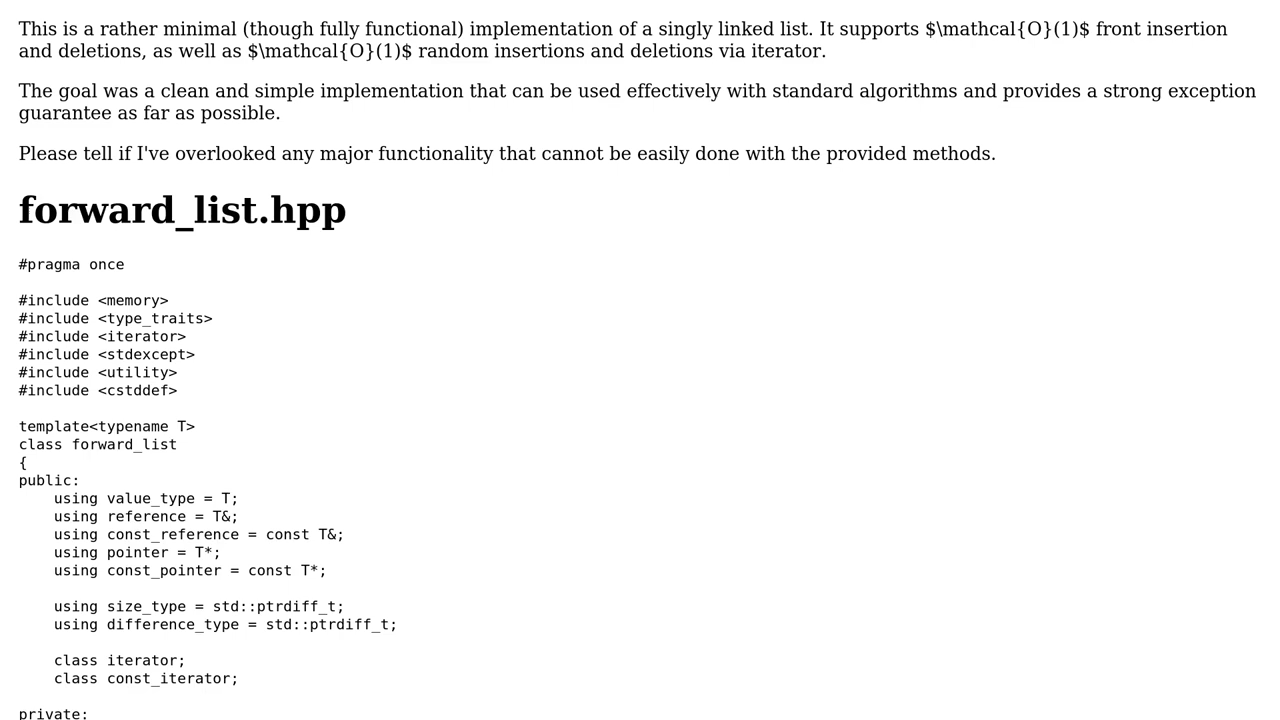 This is a rather minimal (though fully functional) implementation of a singly linked list. It supports $\mathcal{O}(1)$ front insertion
and deletions, as well as $\mathcal{O}(1)$ random insertions and deletions via iterator.
The goal was a clean and simple implementation that can be used effectively with standard algorithms and provides a strong exception
guarantee as far as possible.
Please tell if I've overlooked any major functionality that cannot be easily done with the provided methods.
forward_list.hpp
#pragma once
#include <memory>
#include <type_traits>
#include <iterator>
#include <stdexcept>
#include <utility>
#include <cstddef>
template<typename T>
class forward_list
{
public:
    using value_type = T;
    using reference = T&;
    using const_reference = const T&;
    using pointer = T*;
    using const_pointer = const T*;
    using size_type = std::ptrdiff_t;
    using difference_type = std::ptrdiff_t;
    class iterator;
    class const_iterator;
private: